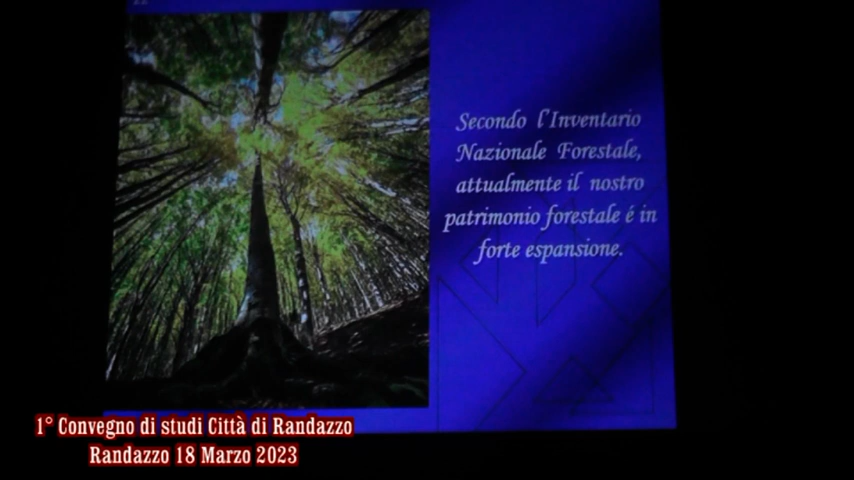 Secondo l'Inventario
Nazionale Forestale,
attualmente il nostro
patrimonio forestale é in
forte espansione.
1° Convegno di studi Città di Randazzo
Randazzo 18 Marzo 2023